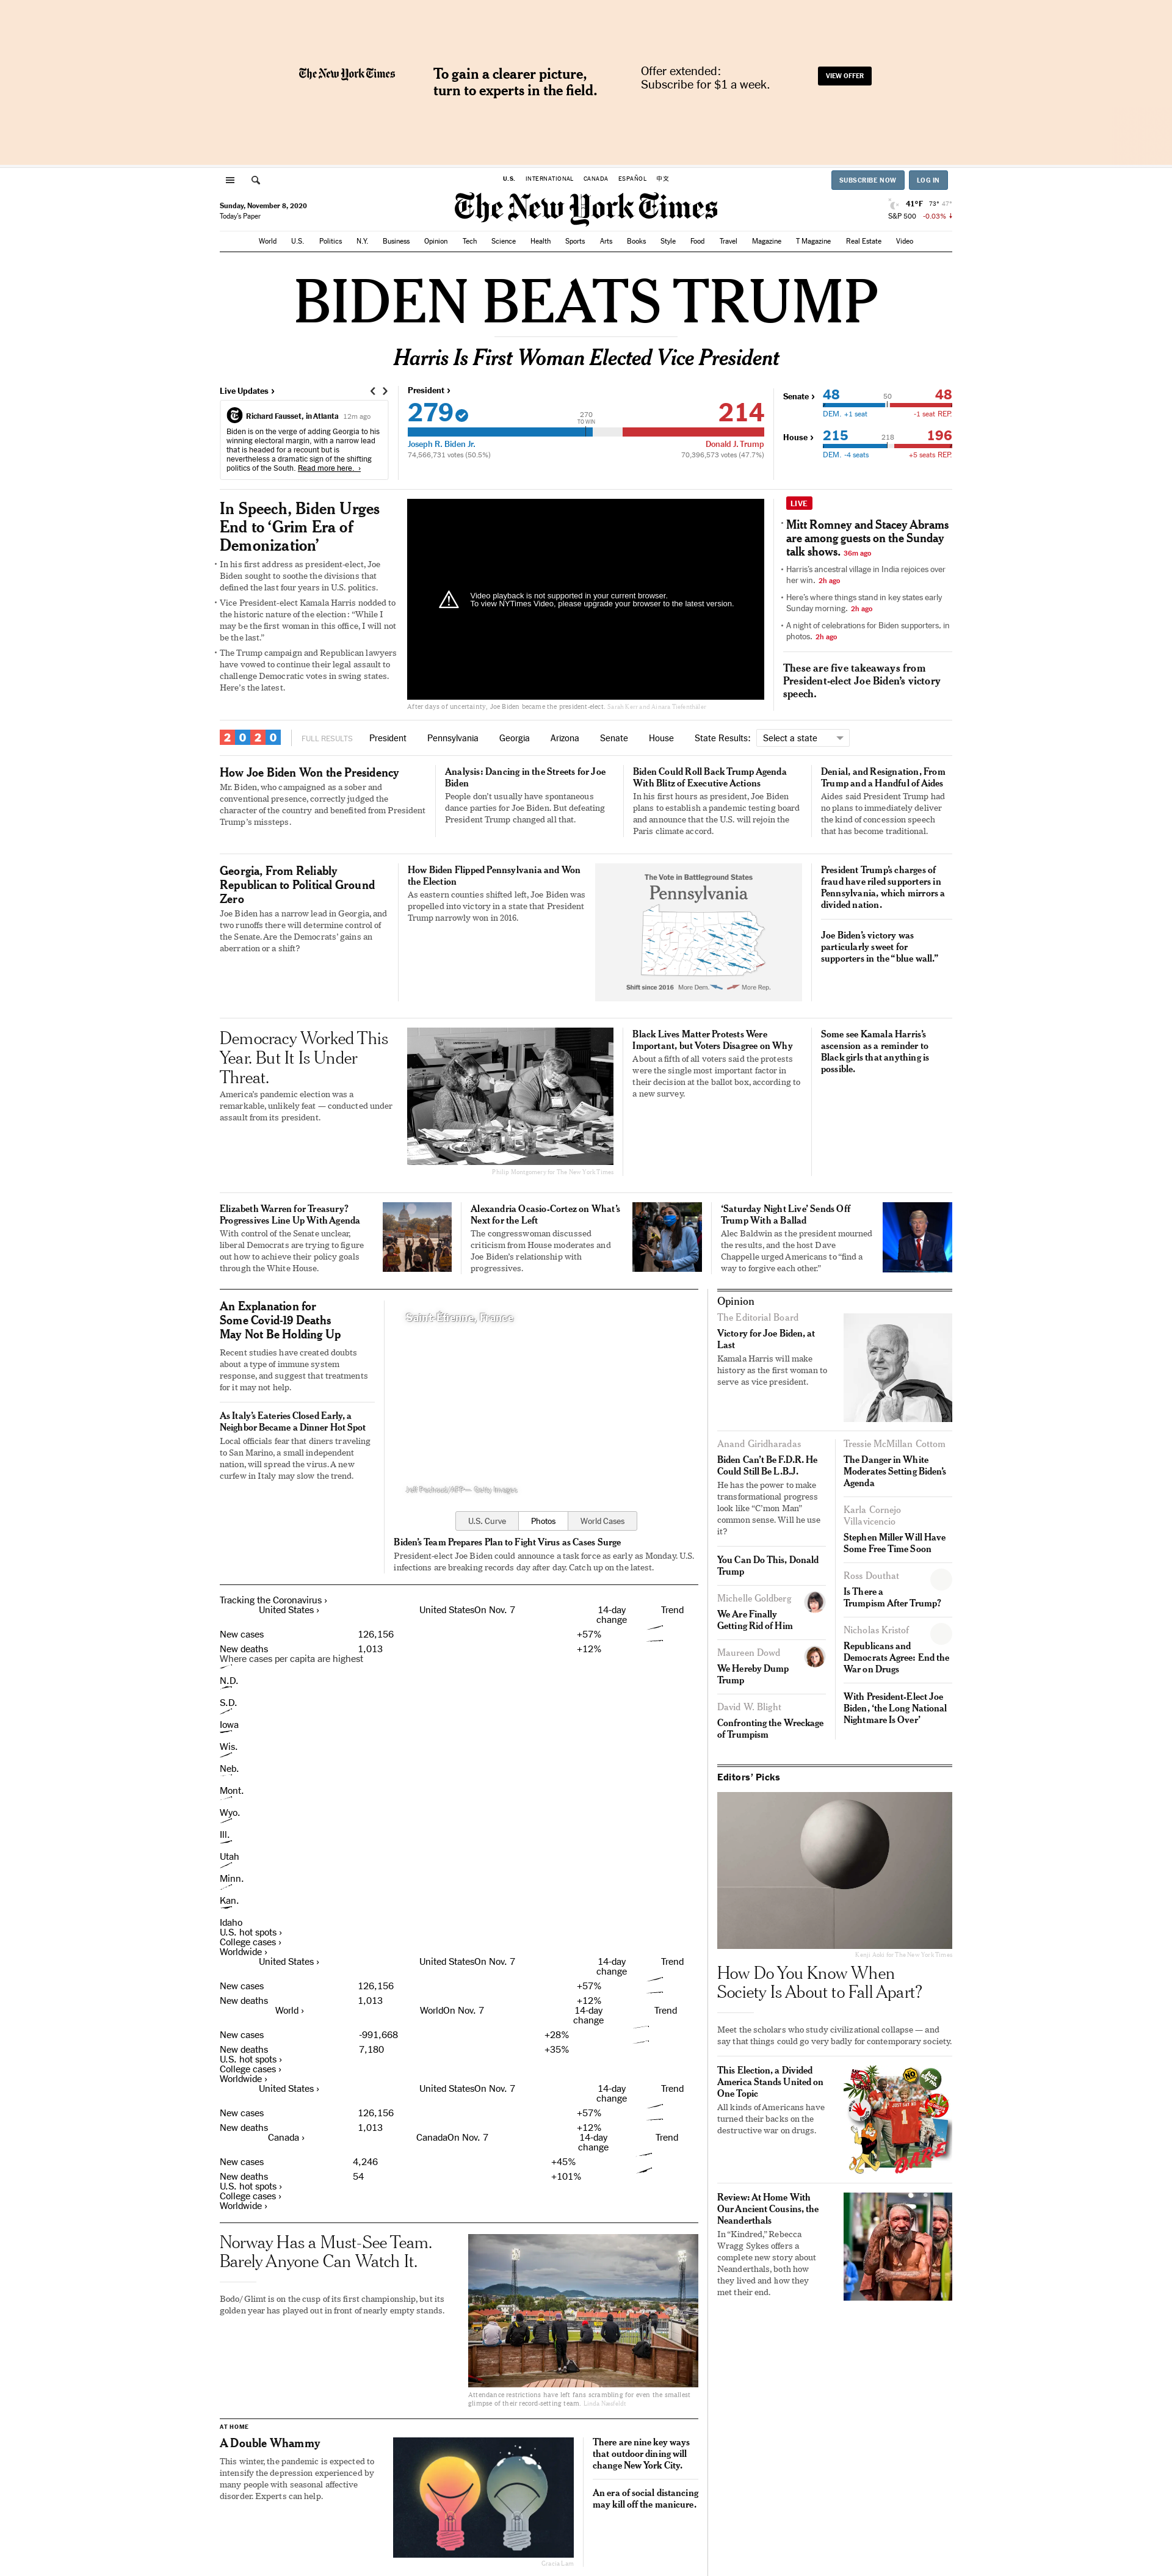 The New York Times
To gain a clearer picture,
turn to experts in the field.
Offer extended:
Subscribe for $1 a week.
VIEW OFFER
U.S.
INTERNATIONAL
CANADA
ESPAÑOL
中文
SUBSCRIBE NOW
LOG IN
Sunday, November 8, 2020
Today's Paper
The New York Times
41°F 73° 47°
S&P 500 -0.03%
World U.S. Politics N.Y. Business Opinion Tech Science Health Sports Arts Books Style Food Travel Magazine T Magazine Real Estate Video
BIDEN BEATS TRUMP
Harris Is First Woman Elected Vice President
Live Updates ›
Richard Fausset, in Atlanta 12m ago
Biden is on the verge of adding Georgia to his
winning electoral margin, with a narrow lead
that is headed for a recount but is
nevertheless a dramatic sign of the shifting
politics of the South. Read more here. ›
President ›
279
214
270
TO WIN
Joseph R. Biden Jr.
Donald J. Trump
74,566,731 votes (50.5%)
70,396,573 votes (47.7%)
Senate ›
48
50
48
DEM. +1 seat
-1 seat REP.
House ›
215
218
196
DEM. -4 seats
+5 seats REP.
In Speech, Biden Urges
End to ‘Grim Era of
Demonization’
In his first address as president-elect, Joe
Biden sought to soothe the divisions that
defined the last four years in U.S. politics.
Vice President-elect Kamala Harris nodded to
the historic nature of the election: “While I
may be the first woman in this office, I will not
be the last.”
The Trump campaign and Republican lawyers
have vowed to continue their legal assault to
challenge Democratic votes in swing states.
Here’s the latest.
Video playback is not supported in your current browser.
To view NYTimes Video, please upgrade your browser to the latest version.
After days of uncertainty, Joe Biden became the president-elect. Sarah Kerr and Ainara Tiefenthäler
LIVE
Mitt Romney and Stacey Abrams
are among guests on the Sunday
talk shows. 36m ago
Harris’s ancestral village in India rejoices over
her win. 2h ago
Here’s where things stand in key states early
Sunday morning. 2h ago
A night of celebrations for Biden supporters, in
photos. 2h ago
These are five takeaways from
President-elect Joe Biden’s victory
speech.
2020
FULL RESULTS President Pennsylvania Georgia Arizona Senate House State Results: Select a state
How Joe Biden Won the Presidency
Mr. Biden, who campaigned as a sober and
conventional presence, correctly judged the
character of the country and benefited from President
Trump’s missteps.
Analysis: Dancing in the Streets for Joe
Biden
People don’t usually have spontaneous
dance parties for Joe Biden. But defeating
President Trump changed all that.
Biden Could Roll Back Trump Agenda
With Blitz of Executive Actions
In his first hours as president, Joe Biden
plans to establish a pandemic testing board
and announce that the U.S. will rejoin the
Paris climate accord.
Denial, and Resignation, From
Trump and a Handful of Aides
Aides said President Trump had
no plans to immediately deliver
the kind of concession speech
that has become traditional.
Georgia, From Reliably
Republican to Political Ground
Zero
Joe Biden has a narrow lead in Georgia, and
two runoffs there will determine control of
the Senate. Are the Democrats’ gains an
aberration or a shift?
How Biden Flipped Pennsylvania and Won
the Election
As eastern counties shifted left, Joe Biden was
propelled into victory in a state that President
Trump narrowly won in 2016.
The Vote in Battleground States
Pennsylvania
Shift since 2016 More Dem. More Rep.
President Trump’s charges of
fraud have riled supporters in
Pennsylvania, which mirrors a
divided nation.
Joe Biden’s victory was
particularly sweet for
supporters in the “blue wall.”
Democracy Worked This
Year. But It Is Under
Threat.
America’s pandemic election was a
remarkable, unlikely feat — conducted under
assault from its president.
Philip Montgomery for The New York Times
Black Lives Matter Protests Were
Important, but Voters Disagree on Why
About a fifth of all voters said the protests
were the single most important factor in
their decision at the ballot box, according to
a new survey.
Some see Kamala Harris’s
ascension as a reminder to
Black girls that anything is
possible.
Elizabeth Warren for Treasury?
Progressives Line Up With Agenda
With control of the Senate unclear,
liberal Democrats are trying to figure
out how to achieve their policy goals
through the White House.
Alexandria Ocasio-Cortez on What’s
Next for the Left
The congresswoman discussed
criticism from House moderates and
Joe Biden’s relationship with
progressives.
‘Saturday Night Live’ Sends Off
Trump With a Ballad
Alec Baldwin as the president mourned
the results, and the host Dave
Chappelle urged Americans to “find a
way to forgive each other.”
An Explanation for
Some Covid-19 Deaths
May Not Be Holding Up
Recent studies have created doubts
about a type of immune system
response, and suggest that treatments
for it may not help.
As Italy’s Eateries Closed Early, a
Neighbor Became a Dinner Hot Spot
Local officials fear that diners traveling
to San Marino, a small independent
nation, will spread the virus. A new
curfew in Italy may slow the trend.
Saint-Étienne, France
Jeff Pachoud/AFP— Getty Images
U.S. Curve
Photos
World Cases
Biden’s Team Prepares Plan to Fight Virus as Cases Surge
President-elect Joe Biden could announce a task force as early as Monday. U.S.
infections are breaking records day after day. Catch up on the latest.
Tracking the Coronavirus ›
United States › United StatesOn Nov. 7 14-day change Trend
New cases 126,156 +57%
New deaths 1,013 +12%
Where cases per capita are highest
N.D.
S.D.
Iowa
Wis.
Neb.
Mont.
Wyo.
Ill.
Utah
Minn.
Kan.
Idaho
U.S. hot spots ›
College cases ›
Worldwide ›
United States › United StatesOn Nov. 7 14-day change Trend
New cases 126,156 +57%
New deaths 1,013 +12%
World › WorldOn Nov. 7 14-day change Trend
New cases -991,668 +28%
New deaths 7,180 +35%
U.S. hot spots ›
College cases ›
Worldwide ›
United States › United StatesOn Nov. 7 14-day change Trend
New cases 126,156 +57%
New deaths 1,013 +12%
Canada › CanadaOn Nov. 7 14-day change Trend
New cases 4,246 +45%
New deaths 54 +101%
U.S. hot spots ›
College cases ›
Worldwide ›
Norway Has a Must-See Team.
Barely Anyone Can Watch It.
Bodo/Glimt is on the cusp of its first championship, but its
golden year has played out in front of nearly empty stands.
Attendance restrictions have left fans scrambling for even the smallest
glimpse of their record-setting team.
AT HOME
A Double Whammy
This winter, the pandemic is expected to
intensify the depression experienced by
many people with seasonal affective
disorder. Experts can help.
Gracia Lam
There are nine key ways
that outdoor dining will
change New York City.
An era of social distancing
may kill off the manicure.
Opinion
The Editorial Board
Victory for Joe Biden, at
Last
Kamala Harris will make
history as the first woman to
serve as vice president.
Anand Giridharadas
Biden Can’t Be F.D.R. He
Could Still Be L.B.J.
He has the power to make
transformational progress
look like “C’mon Man”
common sense. Will he use
it?
You Can Do This, Donald
Trump
Michelle Goldberg
We Are Finally
Getting Rid of Him
Maureen Dowd
We Hereby Dump
Trump
David W. Blight
Confronting the Wreckage
of Trumpism
Tressie McMillan Cottom
The Danger in White
Moderates Setting Biden’s
Agenda
Karla Cornejo
Villavicencio
Stephen Miller Will Have
Some Free Time Soon
Ross Douthat
Is There a
Trumpism After Trump?
Nicholas Kristof
Republicans and
Democrats Agree: End the
War on Drugs
With President-Elect Joe
Biden, ‘the Long National
Nightmare Is Over’
Editors’ Picks
Kenji Aoki for The New York Times
How Do You Know When
Society Is About to Fall Apart?
Meet the scholars who study civilizational collapse — and
say that things could go very badly for contemporary society.
This Election, a Divided
America Stands United on
One Topic
All kinds of Americans have
turned their backs on the
destructive war on drugs.
NO
JUST SAY NO
1
DARE
Review: At Home With
Our Ancient Cousins, the
Neanderthals
In “Kindred,” Rebecca
Wragg Sykes offers a
complete new story about
Neanderthals, both how
they lived and how they
met their end.